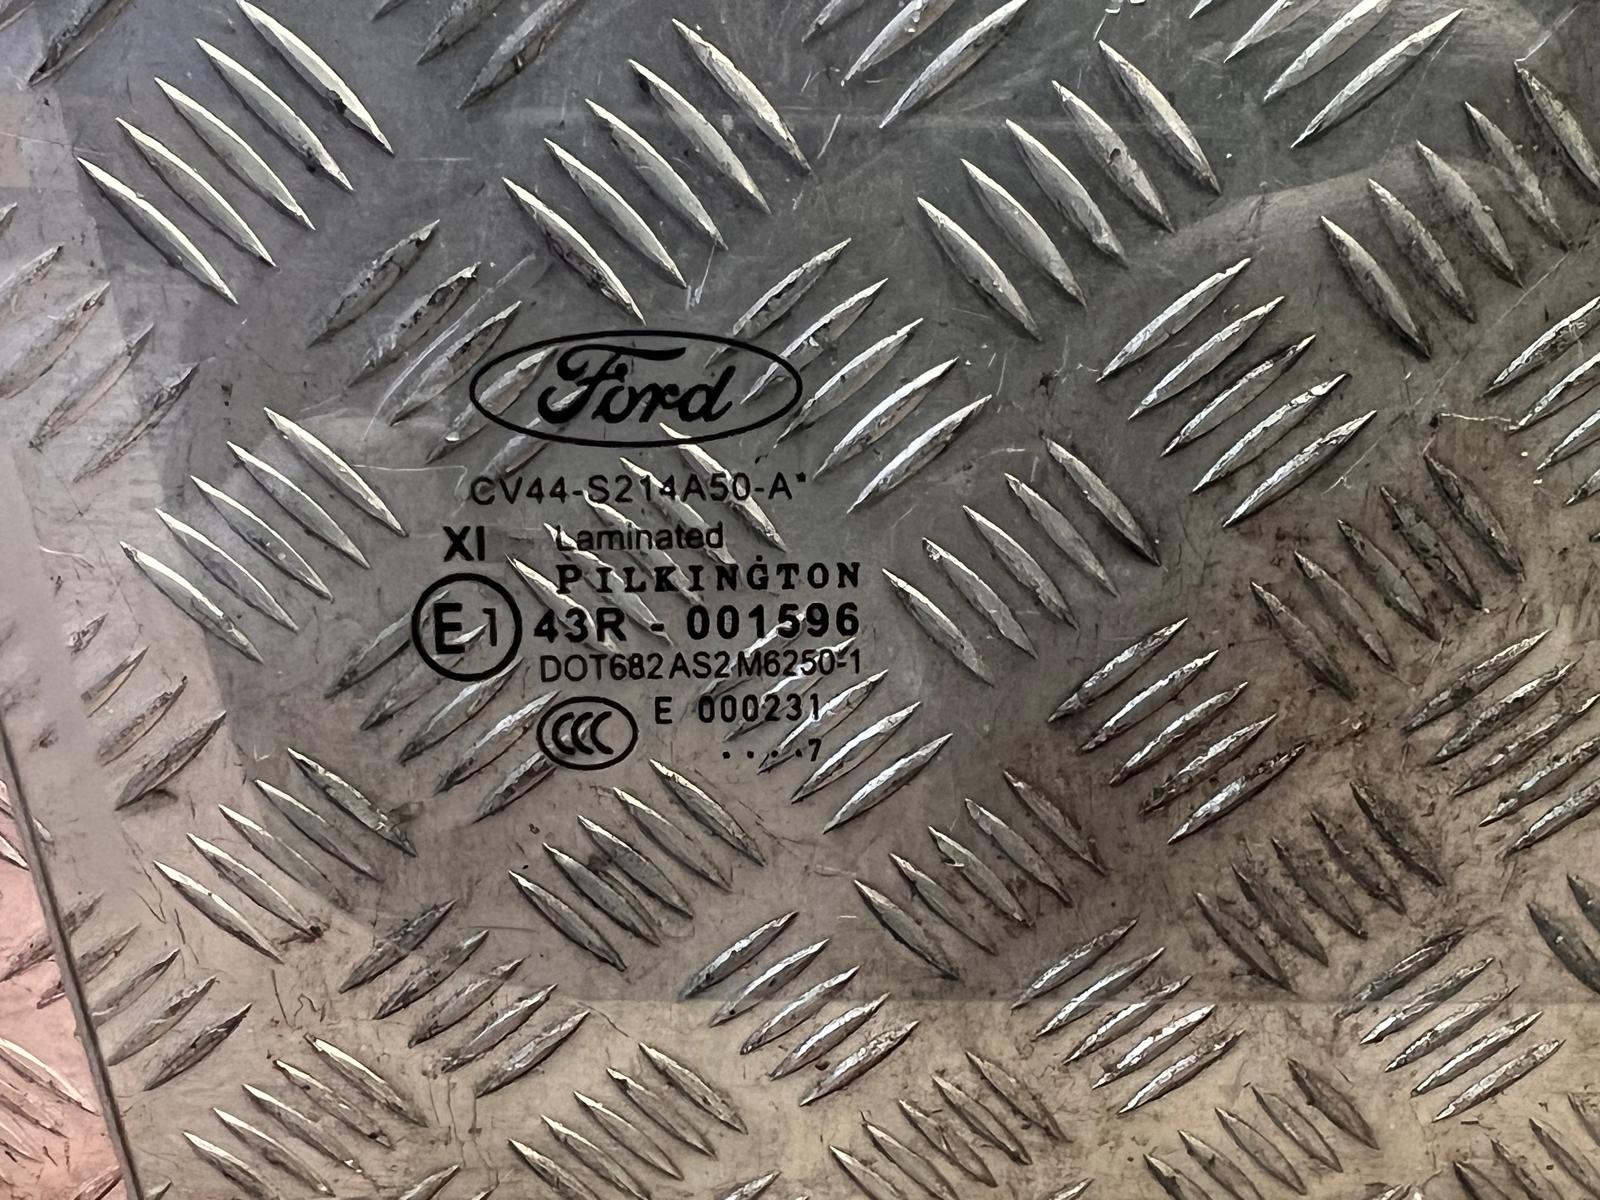 Ford
CV44-S214A50-A*
XI Laminated
PILKINGTON
E1 43R - 001596
DOT682 AS2 M6250-1
CCC E 000231
. . . . 7